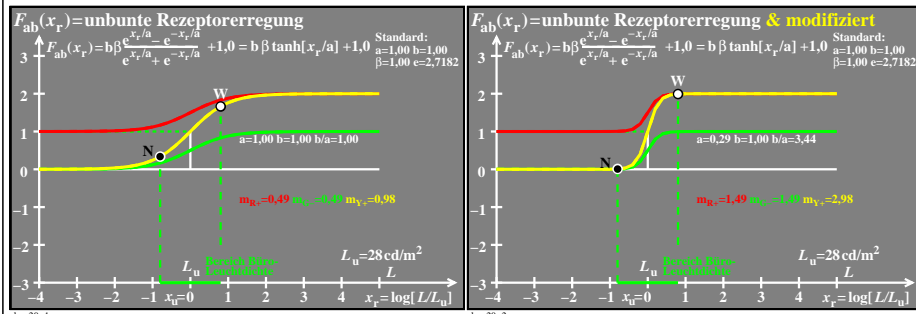 F_ab(x_r)=unbunte Rezeptorerregung
F_ab(x_r)=bβ (e^{x_r/a} − e^{−x_r/a})/(e^{x_r/a} + e^{−x_r/a}) +1,0 = b β tanh[x_r/a] +1,0
Standard:
a=1,00 b=1,00
β=1,00 e=2,7182
3
W
2
a=1,00 b=1,00 b/a=1,00
1
N
0
−1
m_R+=0,49 m_G−=0,49 m_Y+=0,98
−2
L_u=28 cd/m²
L_u
Bereich Büro-
Leuchtdichte
L
−3
−4 −3 −2 −1 0 1 2 3 4
x_u=0
x_r=log[L/L_u]
F_ab(x_r)=unbunte Rezeptorerregung & modifiziert
F_ab(x_r)=bβ (e^{x_r/a} − e^{−x_r/a})/(e^{x_r/a} + e^{−x_r/a}) +1,0 = b β tanh[x_r/a] +1,0
Standard:
a=1,00 b=1,00
β=1,00 e=2,7182
3
W
2
a=0,29 b=1,00 b/a=3,44
1
N
0
−1
m_R+=1,49 m_G−=1,49 m_Y+=2,98
−2
L_u=28 cd/m²
L_u
Bereich Büro-
Leuchtdichte
L
−3
−4 −3 −2 −1 0 1 2 3 4
x_u=0
x_r=log[L/L_u]